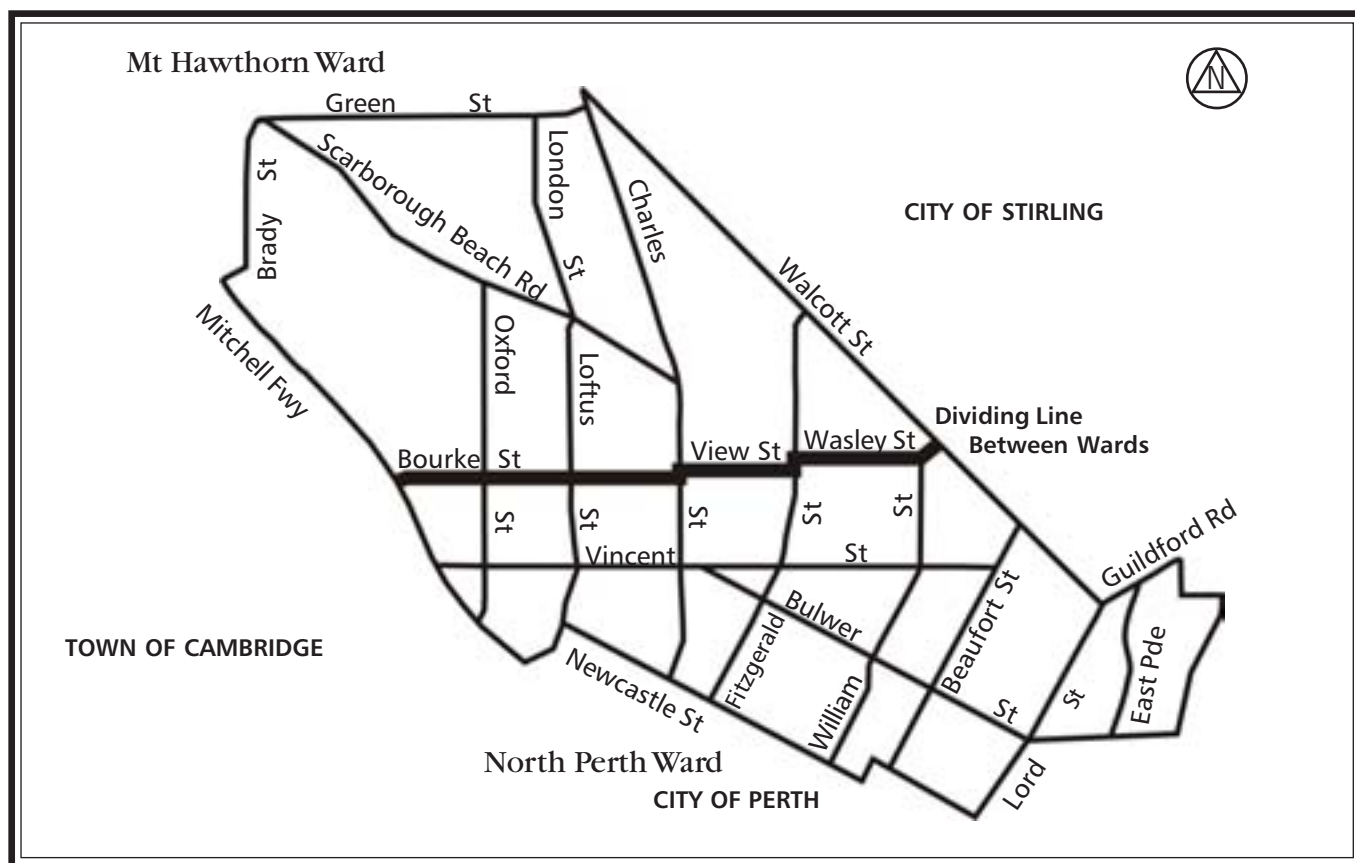 Mt Hawthorn Ward
N
Green St
London St
Scarborough Beach Rd
Brady St
Charles St
CITY OF STIRLING
Walcott St
Mitchell Fwy
Oxford St
Loftus St
Dividing Line
Between Wards
Bourke St
View St
Wasley St
Vincent St
Guildford Rd
Bulwer St
Fitzgerald St
William St
Beaufort St
East Pde
TOWN OF CAMBRIDGE
Newcastle St
Lord St
North Perth Ward
CITY OF PERTH